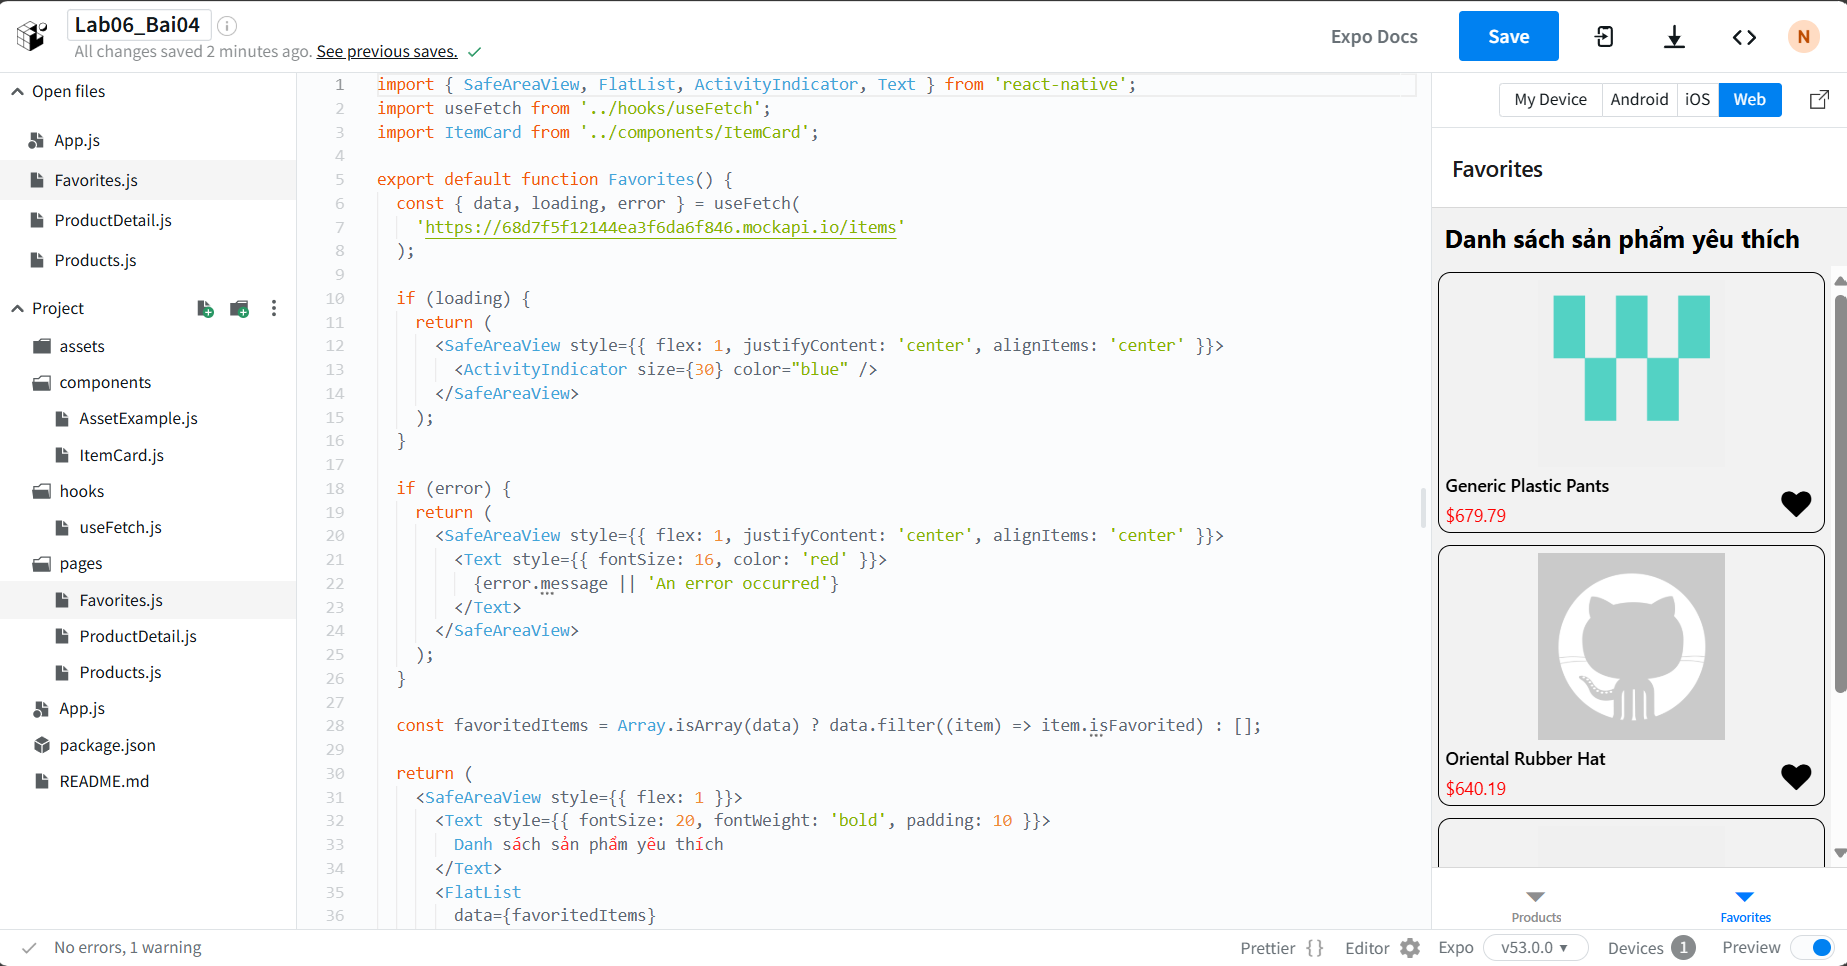 Lab06_Bai04
All changes saved 2 minutes ago. See previous saves.
Expo Docs
Save
N
Open files
App.js
Favorites.js
ProductDetail.js
Products.js
Project
assets
components
AssetExample.js
ItemCard.js
hooks
useFetch.js
pages
Favorites.js
ProductDetail.js
Products.js
App.js
package.json
README.md
1 import { SafeAreaView, FlatList, ActivityIndicator, Text } from 'react-native';
2 import useFetch from '../hooks/useFetch';
3 import ItemCard from '../components/ItemCard';
4
5 export default function Favorites() {
6 const { data, loading, error } = useFetch(
7 'https://68d7f5f12144ea3f6da6f846.mockapi.io/items'
8 );
9
10 if (loading) {
11 return (
12 <SafeAreaView style={{ flex: 1, justifyContent: 'center', alignItems: 'center' }}>
13 <ActivityIndicator size={30} color="blue" />
14 </SafeAreaView>
15 );
16 }
17
18 if (error) {
19 return (
20 <SafeAreaView style={{ flex: 1, justifyContent: 'center', alignItems: 'center' }}>
21 <Text style={{ fontSize: 16, color: 'red' }}>
22 {error.message || 'An error occurred'}
23 </Text>
24 </SafeAreaView>
25 );
26 }
27
28 const favoritedItems = Array.isArray(data) ? data.filter((item) => item.isFavorited) : [];
29
30 return (
31 <SafeAreaView style={{ flex: 1 }}>
32 <Text style={{ fontSize: 20, fontWeight: 'bold', padding: 10 }}>
33 Danh sách sản phẩm yêu thích
34 </Text>
35 <FlatList
36 data={favoritedItems}
My Device
Android
iOS
Web
Favorites
Danh sách sản phẩm yêu thích
Generic Plastic Pants
$679.79
Oriental Rubber Hat
$640.19
Products
Favorites
No errors, 1 warning
Prettier {}
Editor
Expo
v53.0.0
Devices 1
Preview